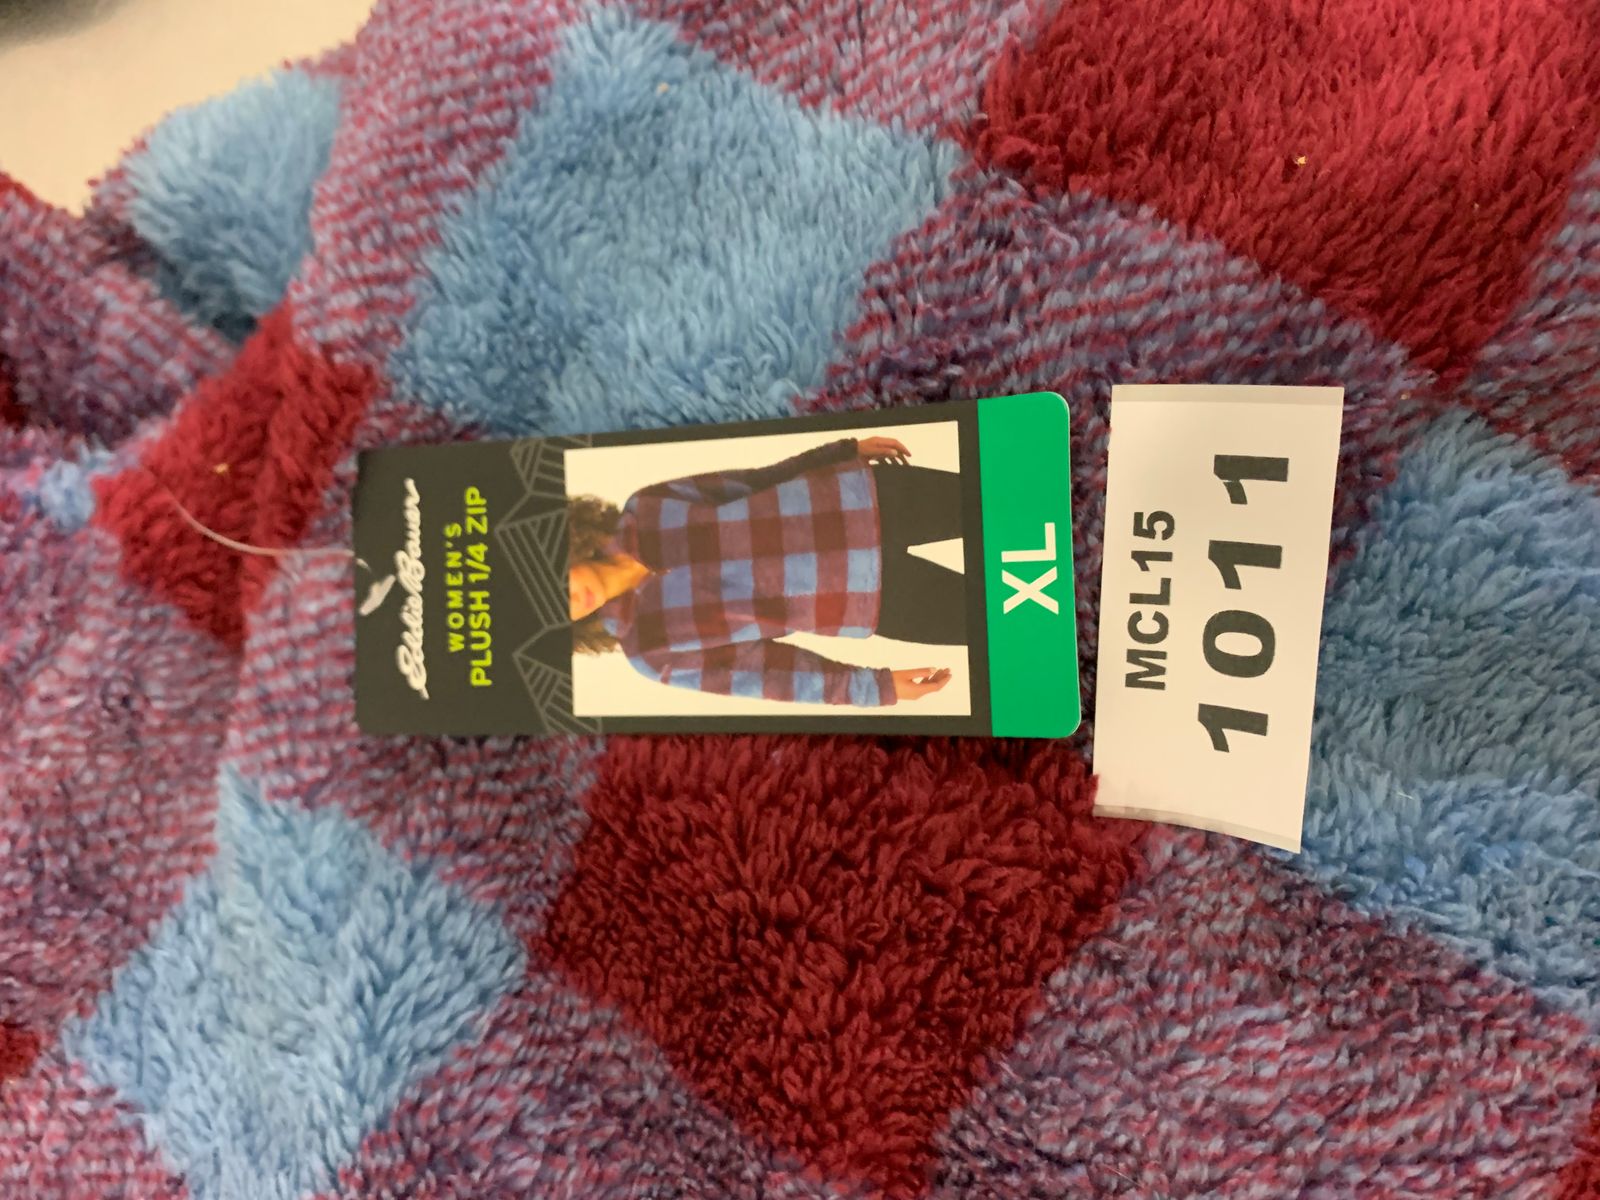 Eddie Bauer
WOMEN'S
PLUSH 1/4 ZIP
XL
MCL15
1011